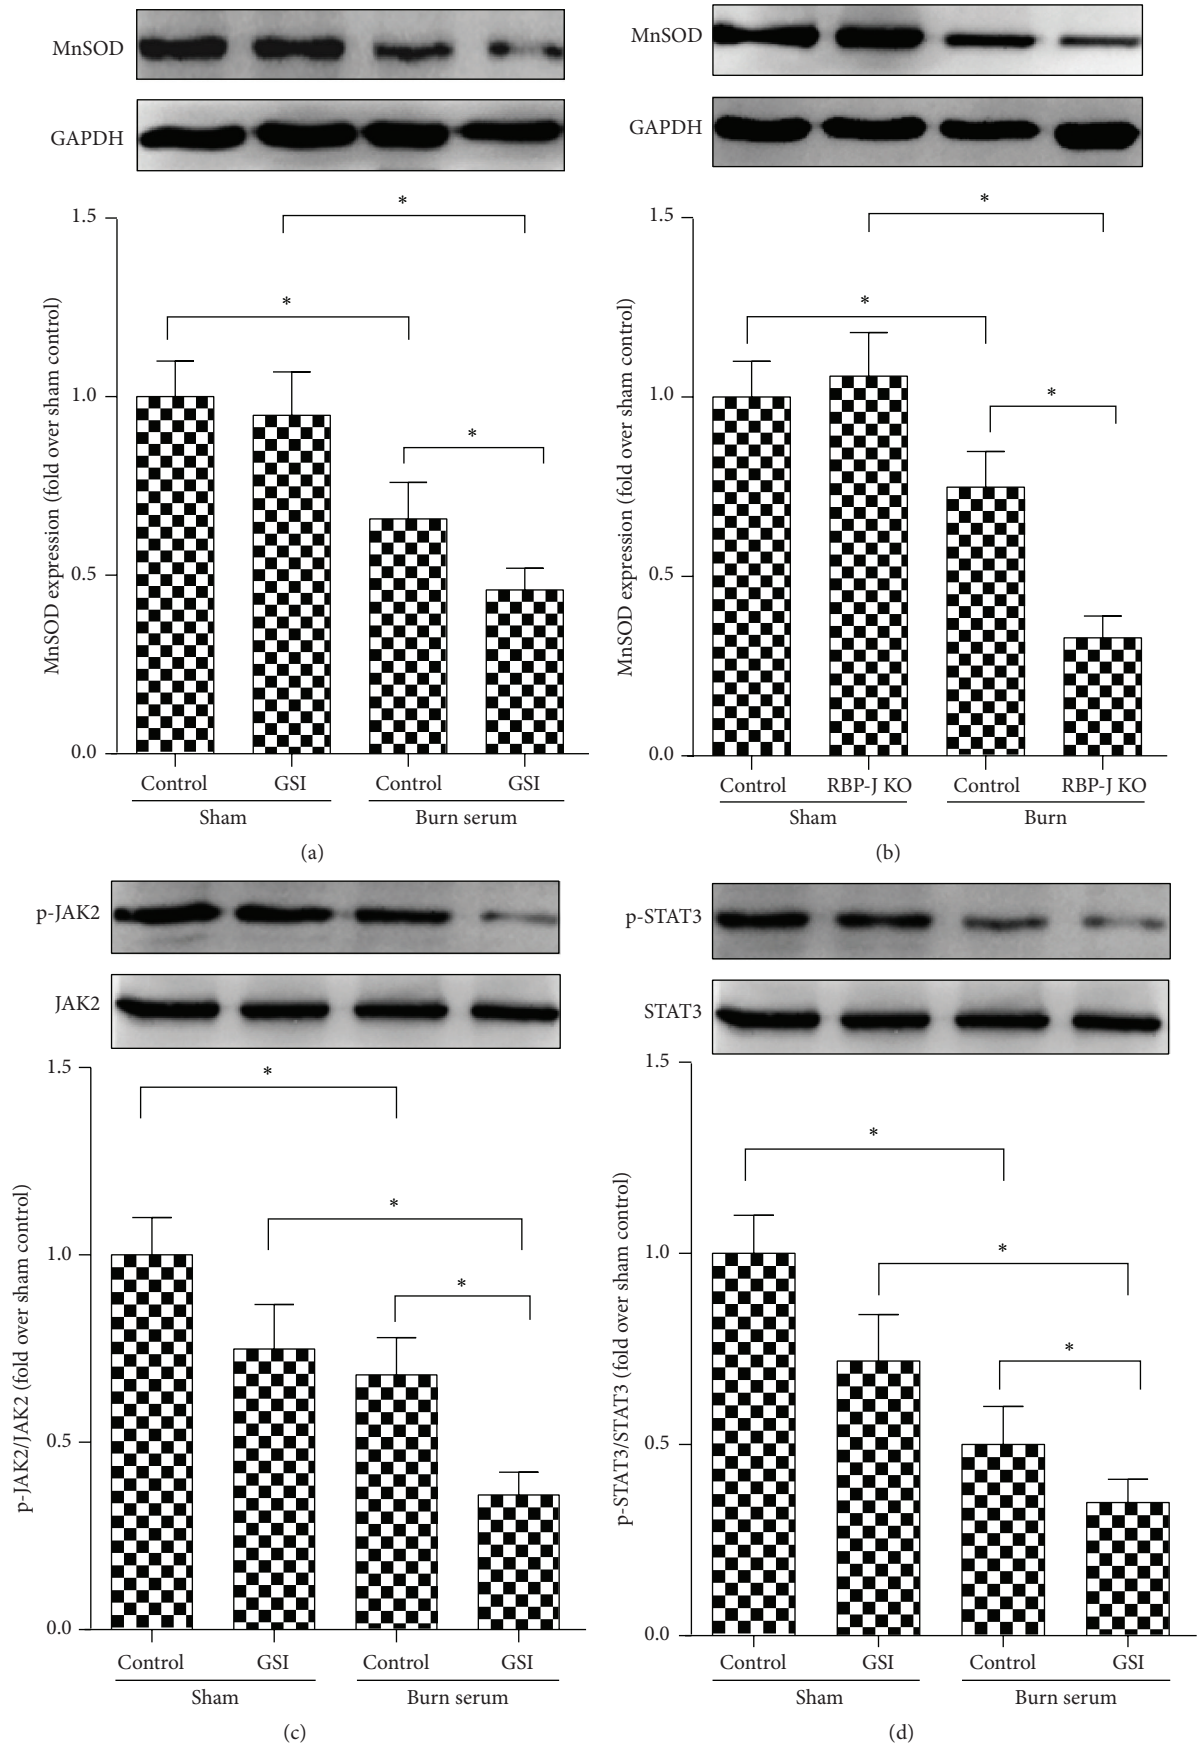 MnSOD
GAPDH
*
*
*
1.5
1.0
0.5
0.0
MnSOD expression (fold over sham control)
Control GSI Control GSI
Sham Burn serum
(a)
MnSOD
GAPDH
*
*
*
1.5
1.0
0.5
0.0
MnSOD expression (fold over sham control)
Control RBP-J KO Control RBP-J KO
Sham Burn
(b)
p-JAK2
JAK2
*
*
*
1.5
1.0
0.5
0.0
p-JAK2/JAK2 (fold over sham control)
Control GSI Control GSI
Sham Burn serum
(c)
p-STAT3
STAT3
*
*
*
1.5
1.0
0.5
0.0
p-STAT3/STAT3 (fold over sham control)
Control GSI Control GSI
Sham Burn serum
(d)